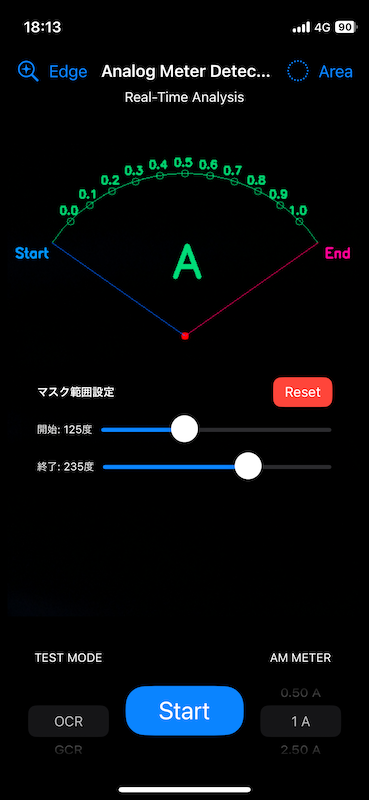 18:13 4G 90
Edge Analog Meter Detec... Area
Real-Time Analysis
0.0 0.1 0.2 0.3 0.4 0.5 0.6 0.7 0.8 0.9 1.0
Start A End
マスク範囲設定 Reset
開始: 125度
終了: 235度
TEST MODE AM METER
0.50 A
OCR Start 1 A
GCR 2.50 A